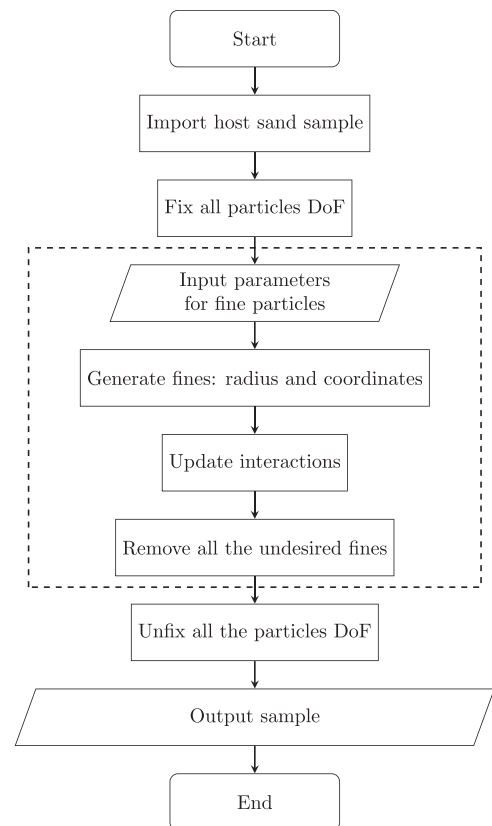 Start
Import host sand sample
Fix all particles DoF
Input parameters
for fine particles
Generate fines: radius and coordinates
Update interactions
Remove all the undesired fines
Unfix all the particles DoF
Output sample
End